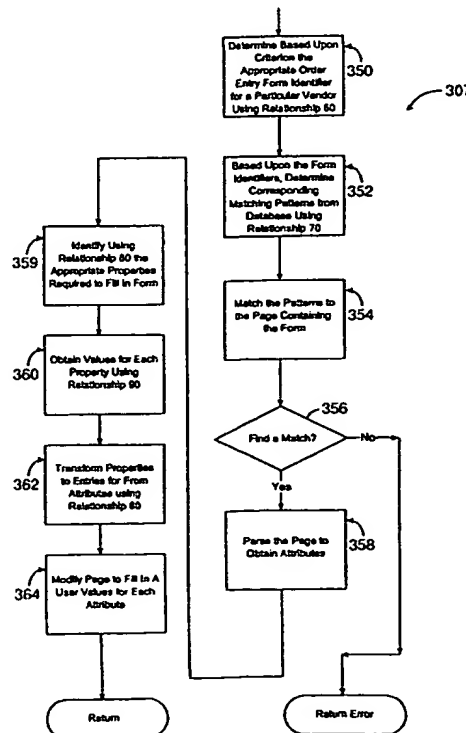 Determine Based Upon
Criterion the
Appropriate Order
Entry Form Identifier
for a Particular Vendor
Using Relationship 60
350
307
Based Upon the Form
Identifiers, Determine
Corresponding
Matching Patterns from
Database Using
Relationship 70
352
Match the Patterns to
the Page Containing
the Form
354
Find a Match?
356
No
Yes
Parse the Page to
Obtain Attributes
358
Identify Using
Relationship 80 the
Appropriate Properties
Required to Fill In Form
359
Obtain Values for Each
Property Using
Relationship 90
360
Transform Properties
to Entries for From
Attributes using
Relationship 80
362
Modify Page to Fill In A
User Values for Each
Attribute
364
Return
Return Error